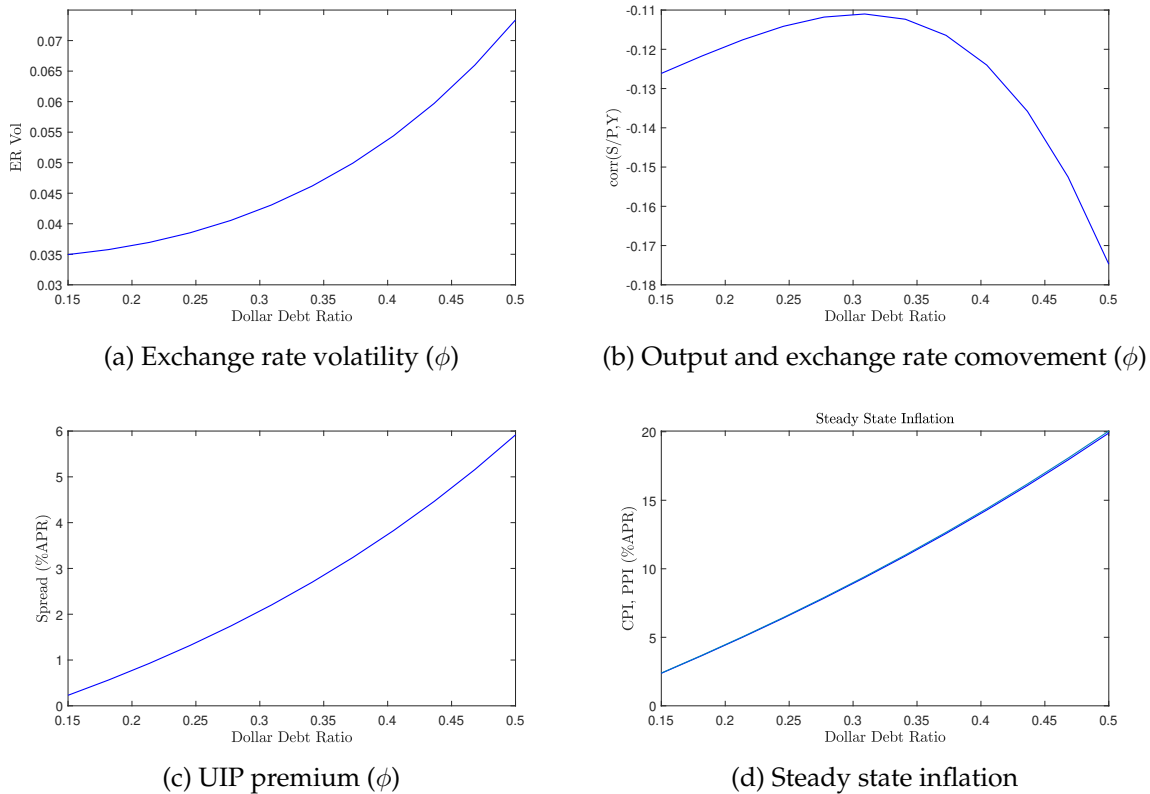 0.07
0.065
0.06
0.055
0.05
0.045
0.04
0.035
0.03
ER Vol
0.15 0.2 0.25 0.3 0.35 0.4 0.45 0.5
Dollar Debt Ratio
(a) Exchange rate volatility (ϕ)
-0.11
-0.12
-0.13
-0.14
-0.15
-0.16
-0.17
-0.18
corr(S/P,Y)
0.15 0.2 0.25 0.3 0.35 0.4 0.45 0.5
Dollar Debt Ratio
(b) Output and exchange rate comovement (ϕ)
6
5
4
3
2
1
0
Spread (%APR)
0.15 0.2 0.25 0.3 0.35 0.4 0.45 0.5
Dollar Debt Ratio
(c) UIP premium (ϕ)
Steady State Inflation
20
15
10
5
0
CPI, PPI (%APR)
0.15 0.2 0.25 0.3 0.35 0.4 0.45 0.5
Dollar Debt Ratio
(d) Steady state inflation